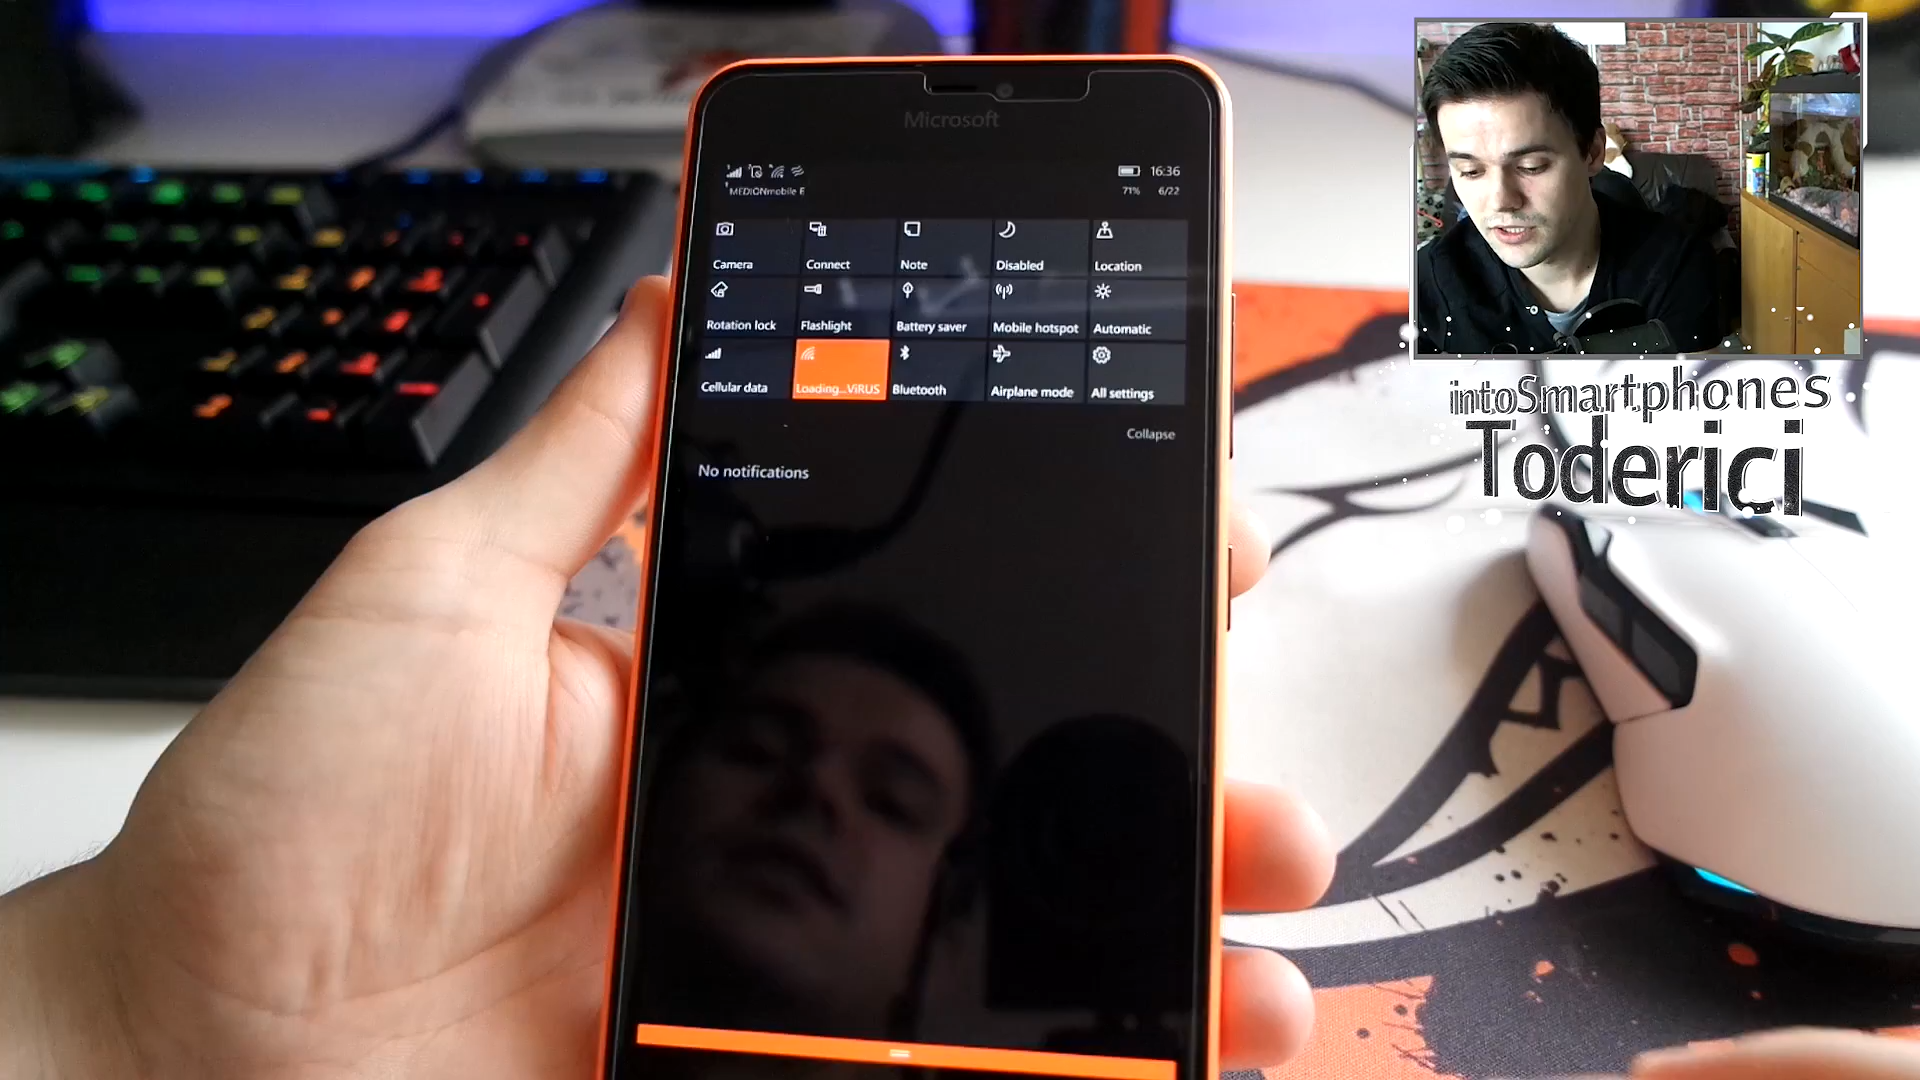 Microsoft
16:36
MEDIONmobile E
71% 6/22
Camera Connect Note Disabled Location
Rotation lock Flashlight Battery saver Mobile hotspot Automatic
Cellular data Loading...ViRUS Bluetooth Airplane mode All settings
Collapse
No notifications
intoSmartphones
Toderici